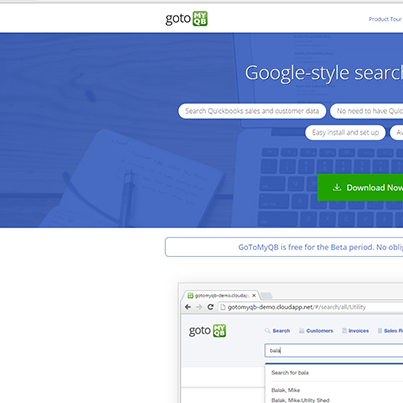 goto MY QB
Product Tour
Google-style searc
Search Quickbooks sales and customer data
No need to have Quic
Easy install and set up
Av
Download Now
GoToMyQB is free for the Beta period. No obli
gotomyqb-demo.cloudapp.n
gotomyqb-demo.cloudapp.net/#/search/all/Utility
goto MY QB
Search
Customers
Invoices
Sales R
bala
Search for bala
Balak, Mike
Balak, Mike:Utility Shed